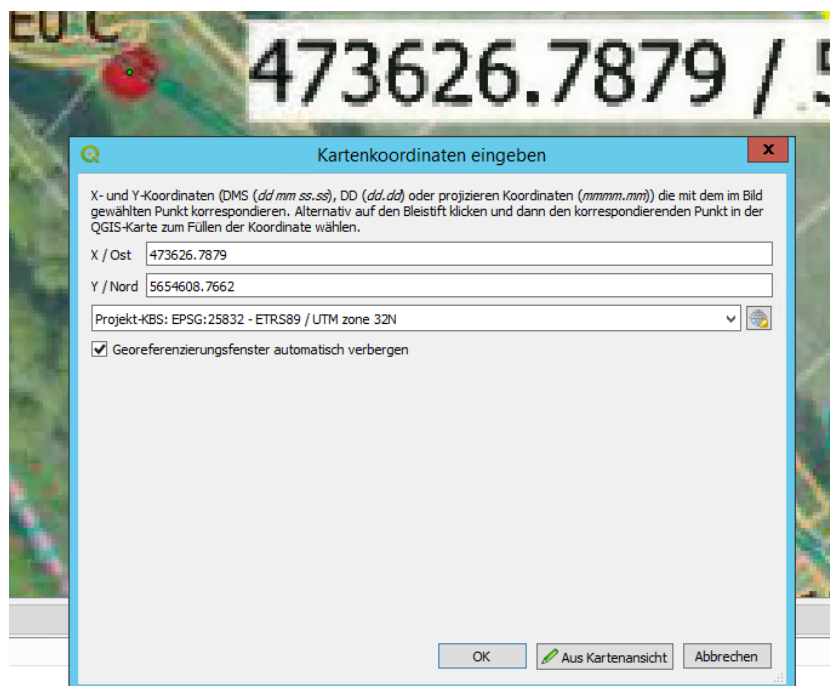 EU C
473626.7879 / 5
Kartenkoordinaten eingeben
x
X- und Y-Koordinaten (DMS (dd mm ss.ss), DD (dd.dd) oder projizieren Koordinaten (mmmm.mm)) die mit dem im Bild
gewählten Punkt korrespondieren. Alternativ auf den Bleistift klicken und dann den korrespondierenden Punkt in der
QGIS-Karte zum Füllen der Koordinate wählen.
X / Ost 473626.7879
Y / Nord 5654608.7662
Projekt-KBS: EPSG:25832 - ETRS89 / UTM zone 32N
Georeferenzierungsfenster automatisch verbergen
OK Aus Kartenansicht Abbrechen